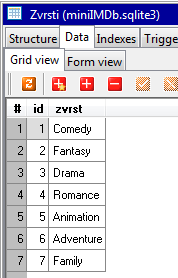 Zvrsti (miniIMDb.sqlite3)
Structure Data Indexes Trigge
Grid view Form view
# id zvrst
1 1 Comedy
2 2 Fantasy
3 3 Drama
4 4 Romance
5 5 Animation
6 6 Adventure
7 7 Family